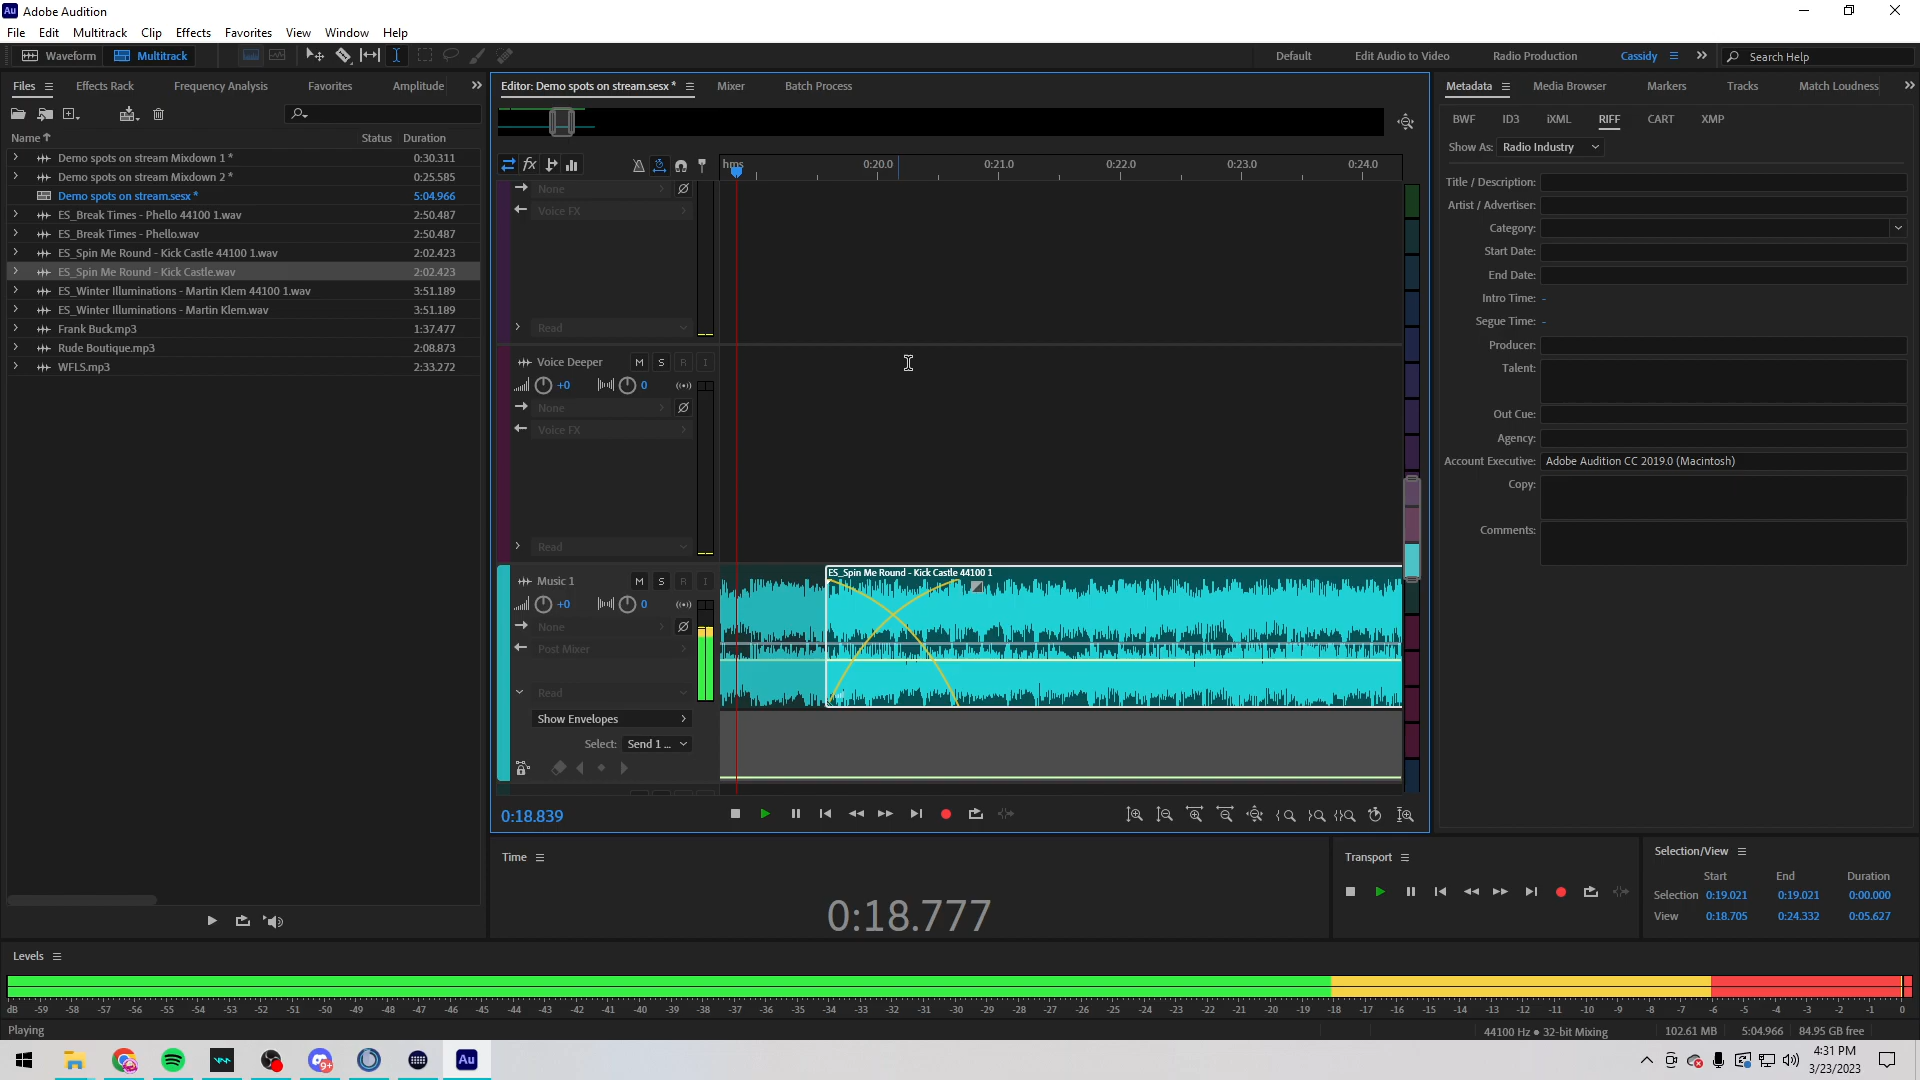 Au Adobe Audition
File Edit Multitrack Clip Effects Favorites View Window Help
Waveform Multitrack Default Edit Audio to Video Radio Production Cassidy Search Help
Files Effects Rack Frequency Analysis Favorites Amplitude
Name Status Duration
Demo spots on stream Mixdown 1 * 0:30.311
Demo spots on stream Mixdown 2 * 0:25.585
Demo spots on stream.sesx * 5:04.966
ES_Break Times - Phello 44100 1.wav 2:50.487
ES_Break Times - Phello.wav 2:50.487
ES_Spin Me Round - Kick Castle 44100 1.wav 2:02.423
ES_Spin Me Round - Kick Castle.wav 2:02.423
ES_Winter Illuminations - Martin Klem 44100 1.wav 3:51.189
ES_Winter Illuminations - Martin Klem.wav 3:51.189
Frank Buck.mp3 1:37.477
Rude Boutique.mp3 2:08.873
WFLS.mp3 2:33.272
Editor: Demo spots on stream.sesx * Mixer Batch Process
fx
hms 0:20.0 0:21.0 0:22.0 0:23.0 0:24.0
None
Voice FX
Read
Voice Deeper M S R I
+0 0
None
Voice FX
Read
Music 1 M S R I
+0 0
None
Post Mixer
Read
Show Envelopes
Select: Send 1 ...
ES_Spin Me Round - Kick Castle 44100 1
0:18.839
Time
0:18.777
Transport
Selection/View
Start End Duration
Selection 0:19.021 0:19.021 0:00.000
View 0:18.705 0:24.332 0:05.627
Metadata Media Browser Markers Tracks Match Loudness
BWF ID3 iXML RIFF CART XMP
Show As: Radio Industry
Title / Description:
Artist / Advertiser:
Category:
Start Date:
End Date:
Intro Time: -
Segue Time: -
Producer:
Talent:
Out Cue:
Agency:
Account Executive: Adobe Audition CC 2019.0 (Macintosh)
Copy:
Comments:
Levels
dB -59 -58 -57 -56 -55 -54 -53 -52 -51 -50 -49 -48 -47 -46 -45 -44 -43 -42 -41 -40 -39 -38 -37 -36 -35 -34 -33 -32 -31 -30 -29 -28 -27 -26 -25 -24 -23 -22 -21 -20 -19 -18 -17 -16 -15 -14 -13 -12 -11 -10 -9 -8 -7 -6 -5 -4 -3 -2 -1 0
Playing 44100 Hz • 32-bit Mixing 102.61 MB 5:04.966 84.95 GB free
9+ Au
4:31 PM
3/23/2023